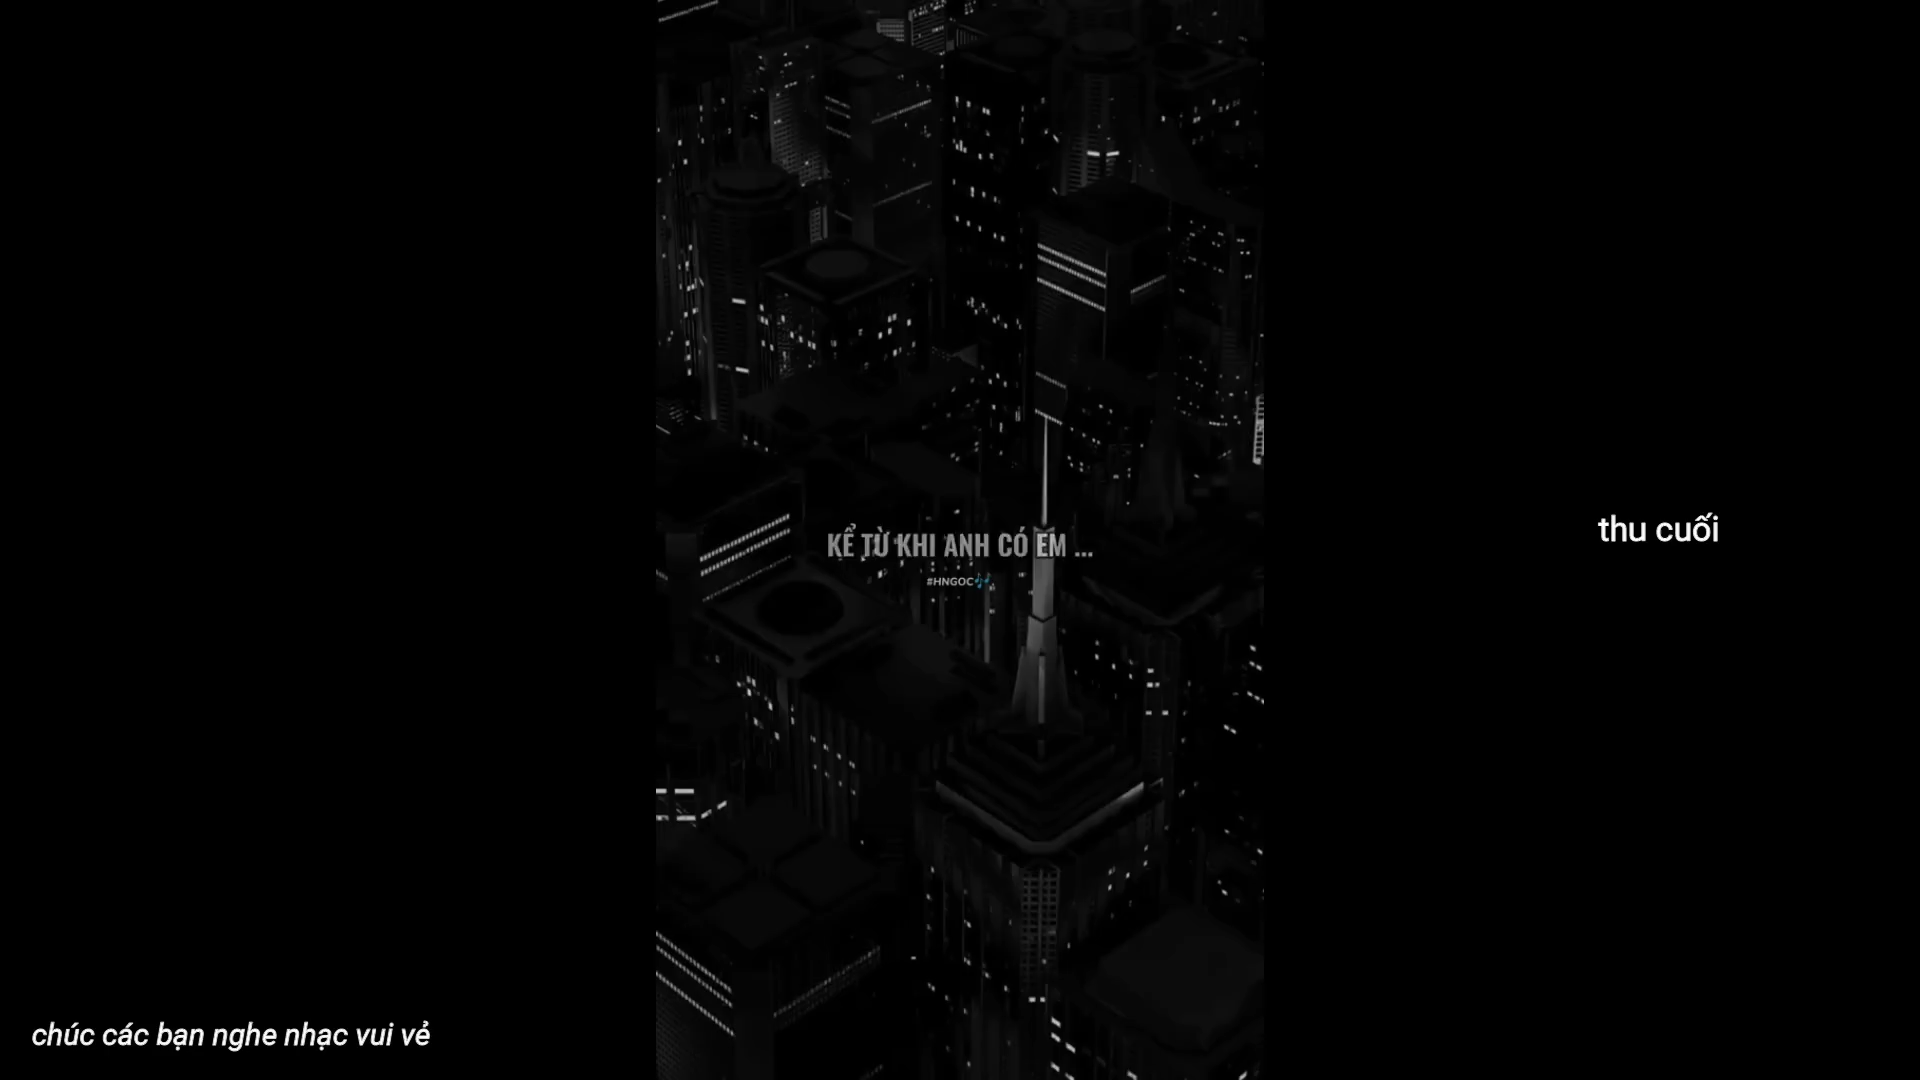 KỂ TỪ KHI ANH CÓ EM ...
#HNGOC🎶
thu cuối
chúc các bạn nghe nhạc vui vẻ